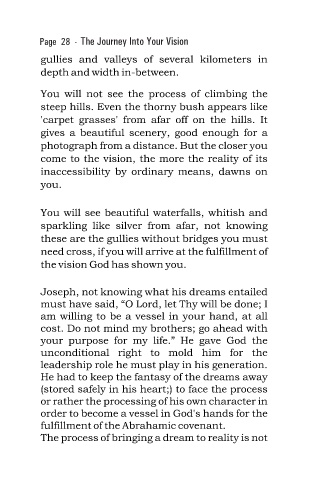 Page 28 - The Journey Into Your Vision
gullies and valleys of several kilometers in
depth and width in-between.
You will not see the process of climbing the
steep hills. Even the thorny bush appears like
'carpet grasses' from afar off on the hills. It
gives a beautiful scenery, good enough for a
photograph from a distance. But the closer you
come to the vision, the more the reality of its
inaccessibility by ordinary means, dawns on
you.
You will see beautiful waterfalls, whitish and
sparkling like silver from afar, not knowing
these are the gullies without bridges you must
need cross, if you will arrive at the fulfillment of
the vision God has shown you.
Joseph, not knowing what his dreams entailed
must have said, “O Lord, let Thy will be done; I
am willing to be a vessel in your hand, at all
cost. Do not mind my brothers; go ahead with
your purpose for my life.” He gave God the
unconditional right to mold him for the
leadership role he must play in his generation.
He had to keep the fantasy of the dreams away
(stored safely in his heart;) to face the process
or rather the processing of his own character in
order to become a vessel in God's hands for the
fulfillment of the Abrahamic covenant.
The process of bringing a dream to reality is not